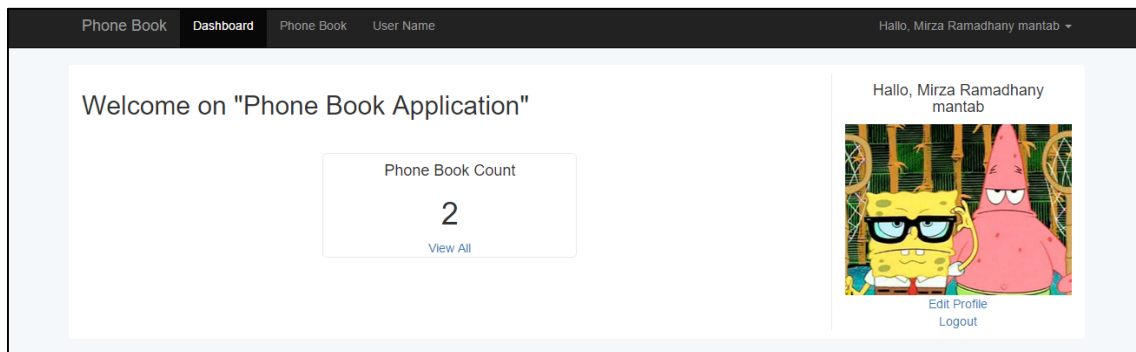 Phone Book Dashboard Phone Book User Name Hallo, Mirza Ramadhany mantab
Welcome on "Phone Book Application"
Phone Book Count
2
View All
Hallo, Mirza Ramadhany
mantab
Edit Profile
Logout